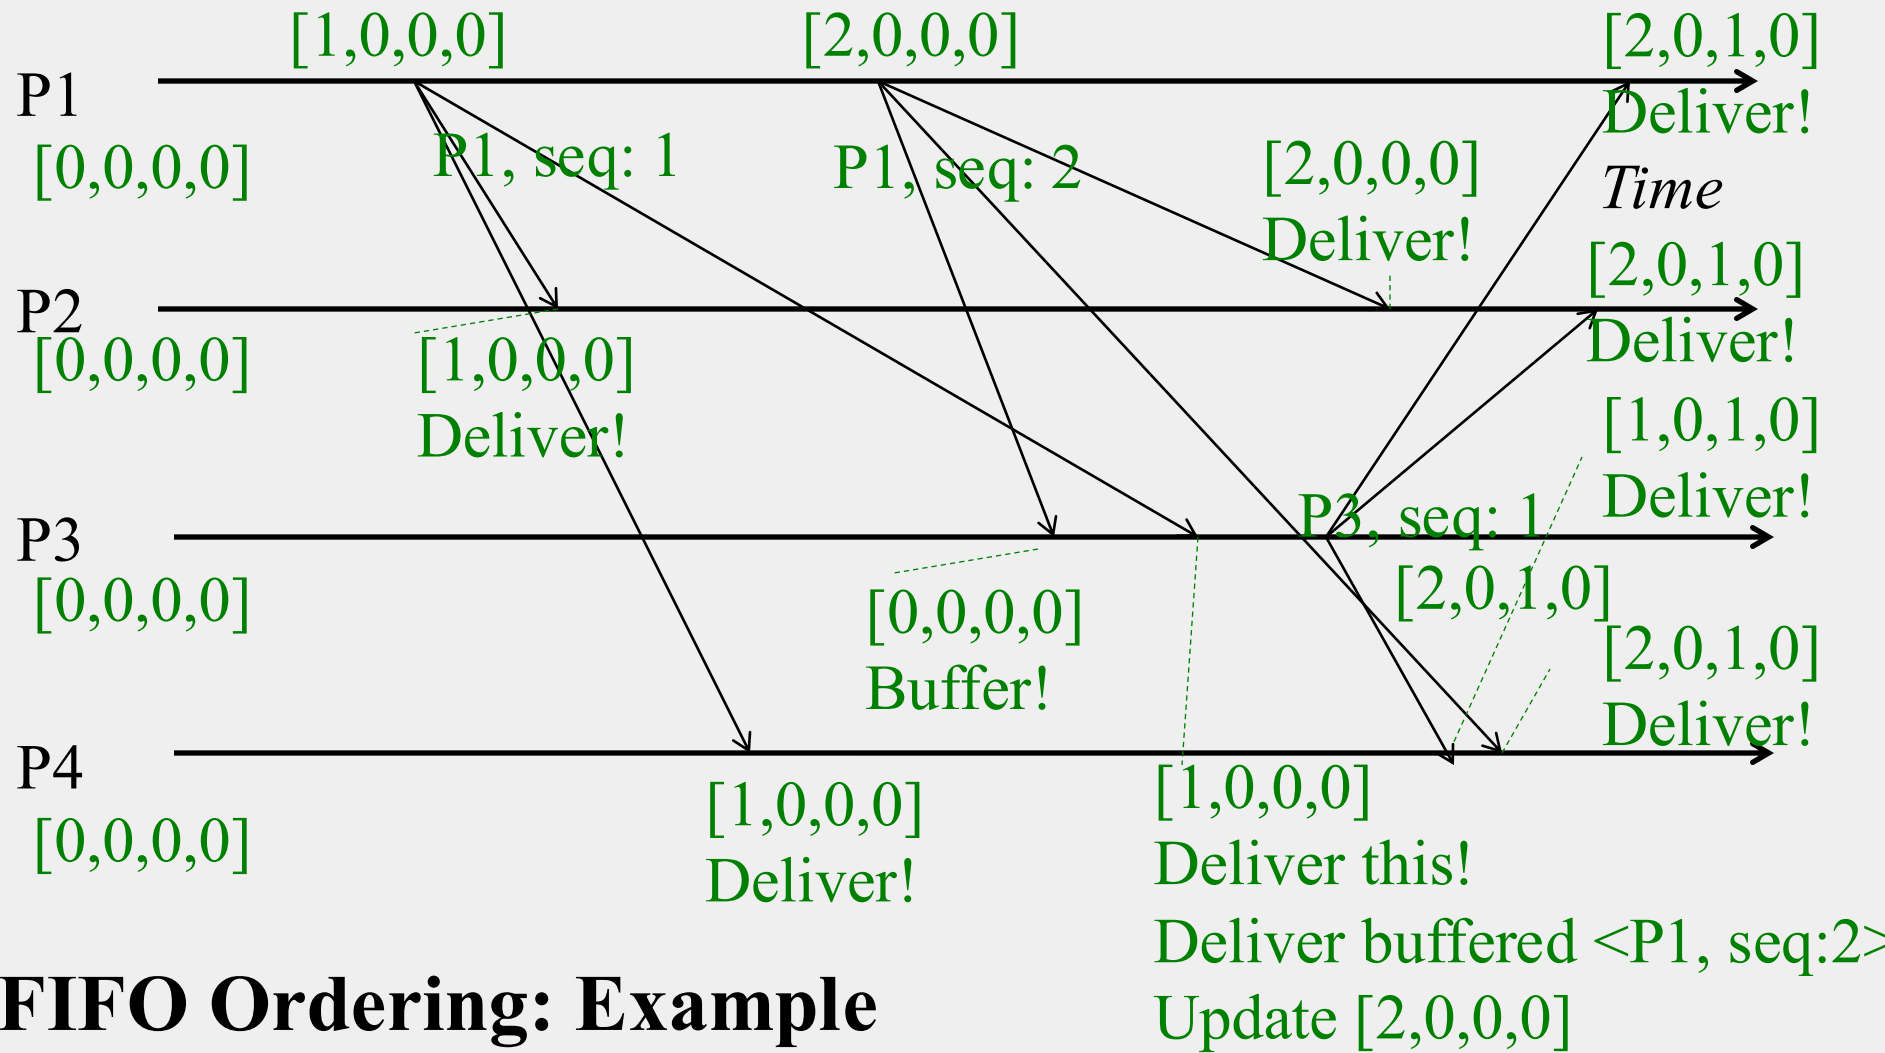 [1,0,0,0]
[2,0,0,0]
[2,0,1,0]
P1
Deliver!
[0,0,0,0]
P1, seq: 1
P1, seq: 2
[2,0,0,0]
Deliver!
Time
P2
[0,0,0,0]
[1,0,0,0]
Deliver!
[2,0,1,0]
Deliver!
[1,0,1,0]
Deliver!
P3
[0,0,0,0]
P3, seq: 1
[2,0,1,0]
[0,0,0,0]
Buffer!
[2,0,1,0]
Deliver!
P4
[0,0,0,0]
[1,0,0,0]
Deliver!
[1,0,0,0]
Deliver this!
Deliver buffered <P1, seq:2>
Update [2,0,0,0]
FIFO Ordering: Example